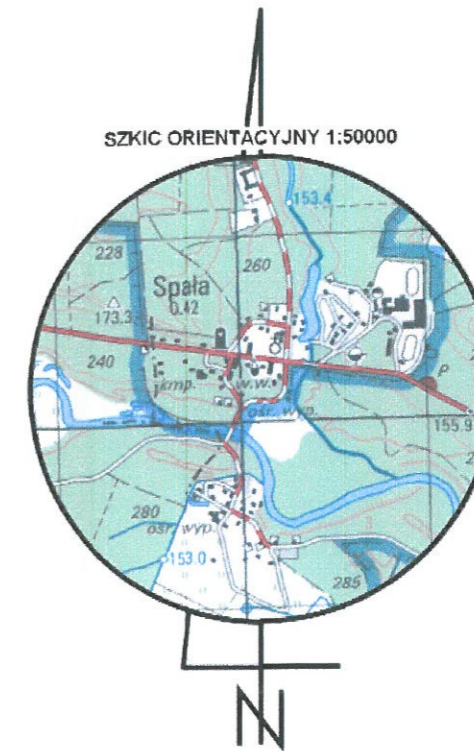 SZKIC ORIENTACYJNY 1:50000
153.4
228
260
Spała
0.42
173.3
240
kmp.
w.w.
ośr. wyp.
P
155.9
2
280
ośr. wyp.
153.0
285
N